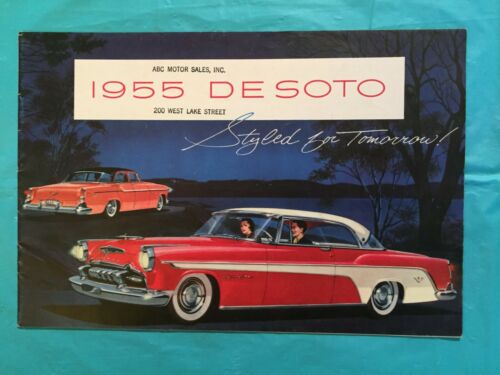 ABC MOTOR SALES, INC.
1955 DE SOTO
200 WEST LAKE STREET
Styled for Tomorrow!